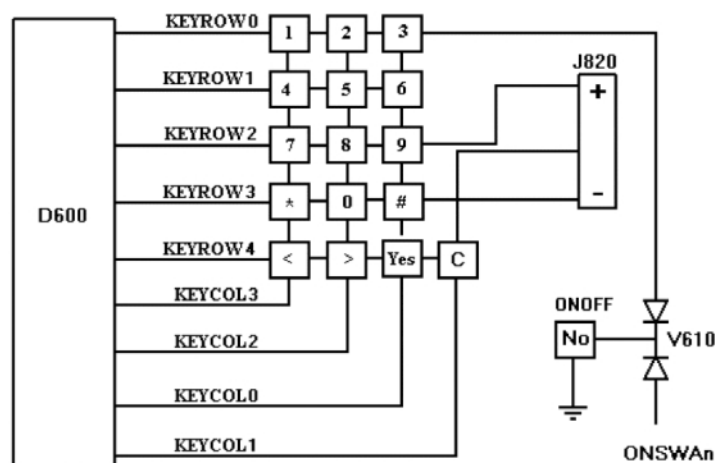 KEYROW0 1 2 3
J820
KEYROW1 4 5 6 +
KEYROW2 7 8 9
KEYROW3 * 0 # -
D600
KEYROW4 < > Yes C
KEYCOL3
ONOFF
KEYCOL2 No V610
KEYCOL0
KEYCOL1 ONSWAn